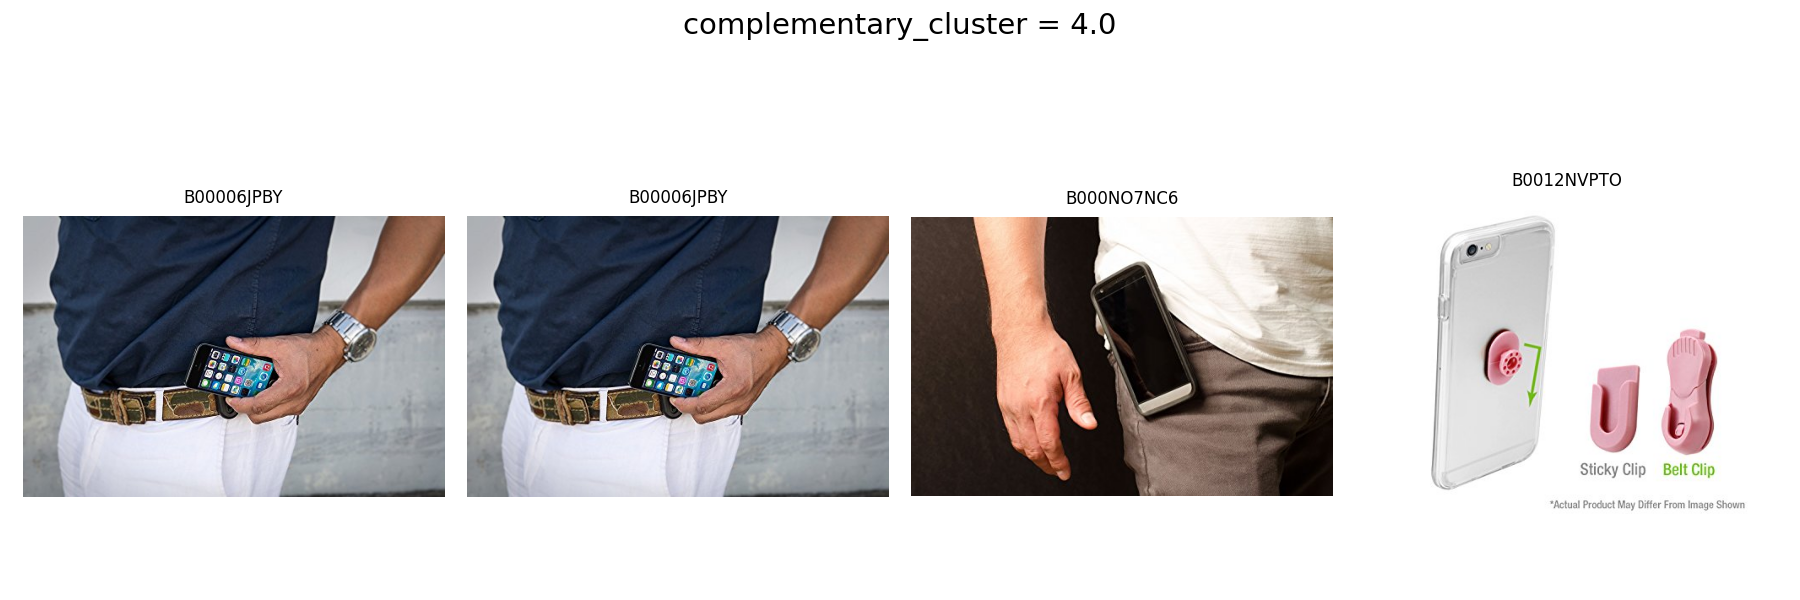 complementary_cluster = 4.0
B00006JPBY
B00006JPBY
B000NO7NC6
B0012NVPTO
Sticky Clip
Belt Clip
*Actual Product May Differ From Image Shown